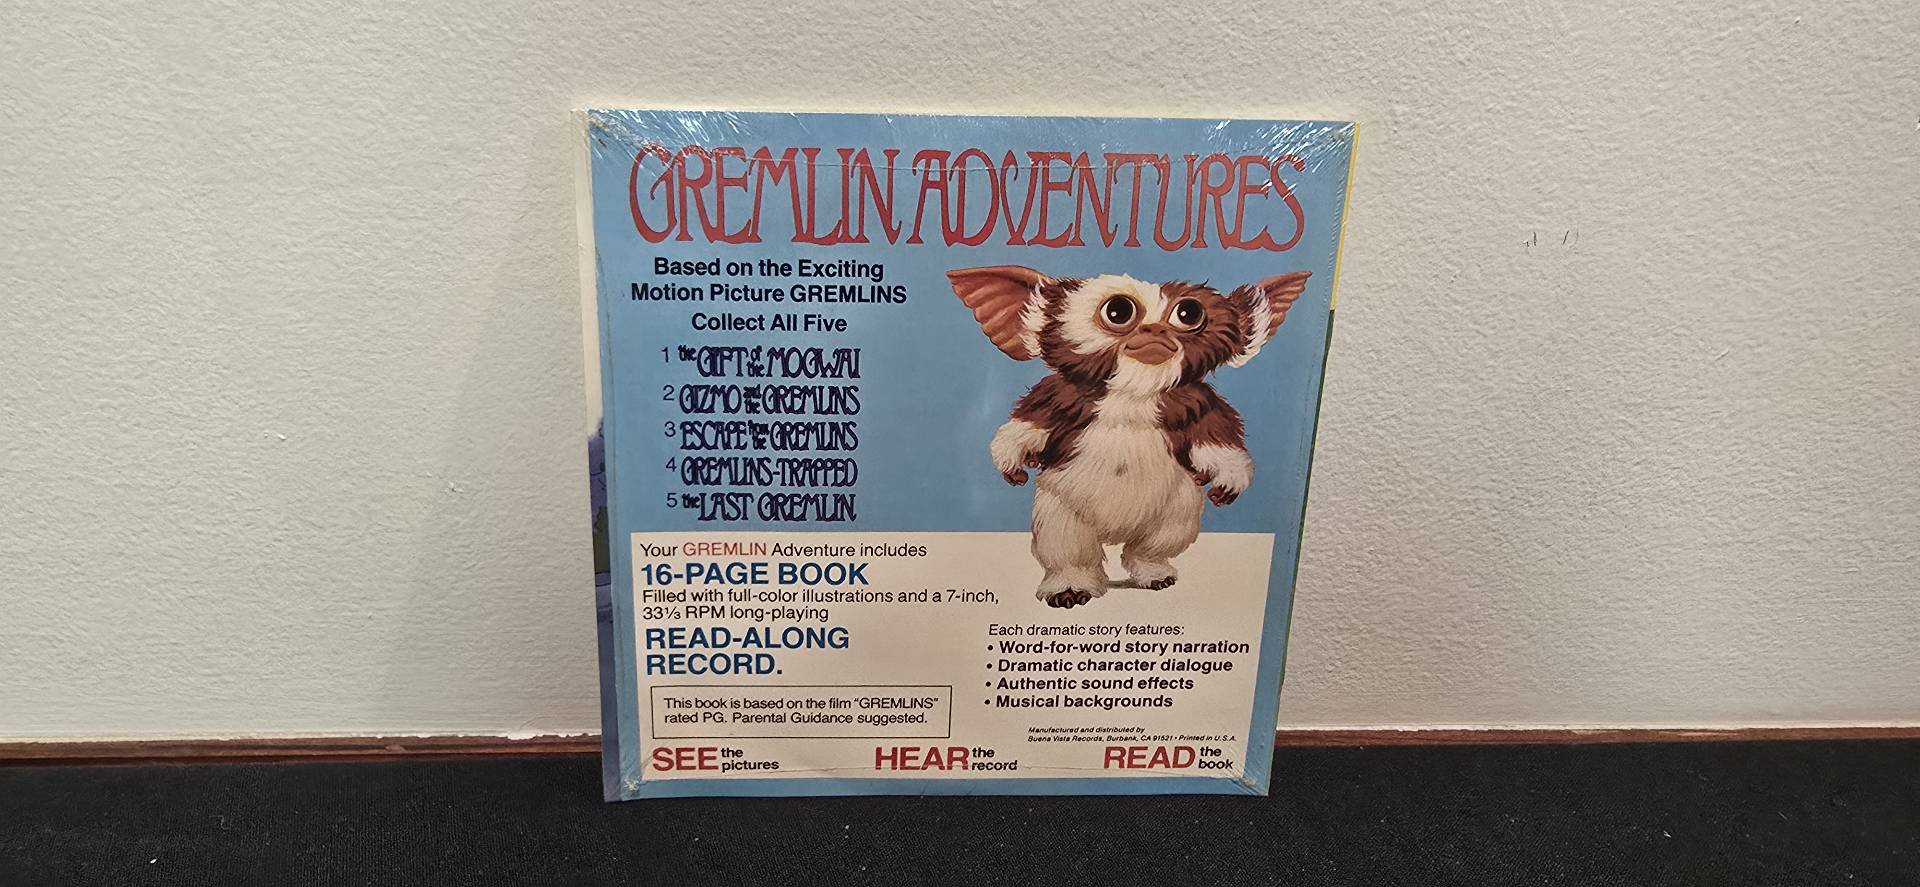 GREMLIN ADVENTURES
Based on the Exciting
Motion Picture GREMLINS
Collect All Five
1 the GIFT of the MOGWAI
2 GIZMO and the GREMLINS
3 ESCAPE from the GREMLINS
4 GREMLINS-TRAPPED
5 the LAST GREMLIN
Your GREMLIN Adventure includes
16-PAGE BOOK
Filled with full-color illustrations and a 7-inch,
33⅓ RPM long-playing
READ-ALONG
RECORD.
This book is based on the film "GREMLINS"
rated PG. Parental Guidance suggested.
Each dramatic story features:
• Word-for-word story narration
• Dramatic character dialogue
• Authentic sound effects
• Musical backgrounds
Manufactured and distributed by
Buena Vista Records, Burbank, CA 91521 • Printed in U.S.A.
SEE the pictures
HEAR the record
READ the book